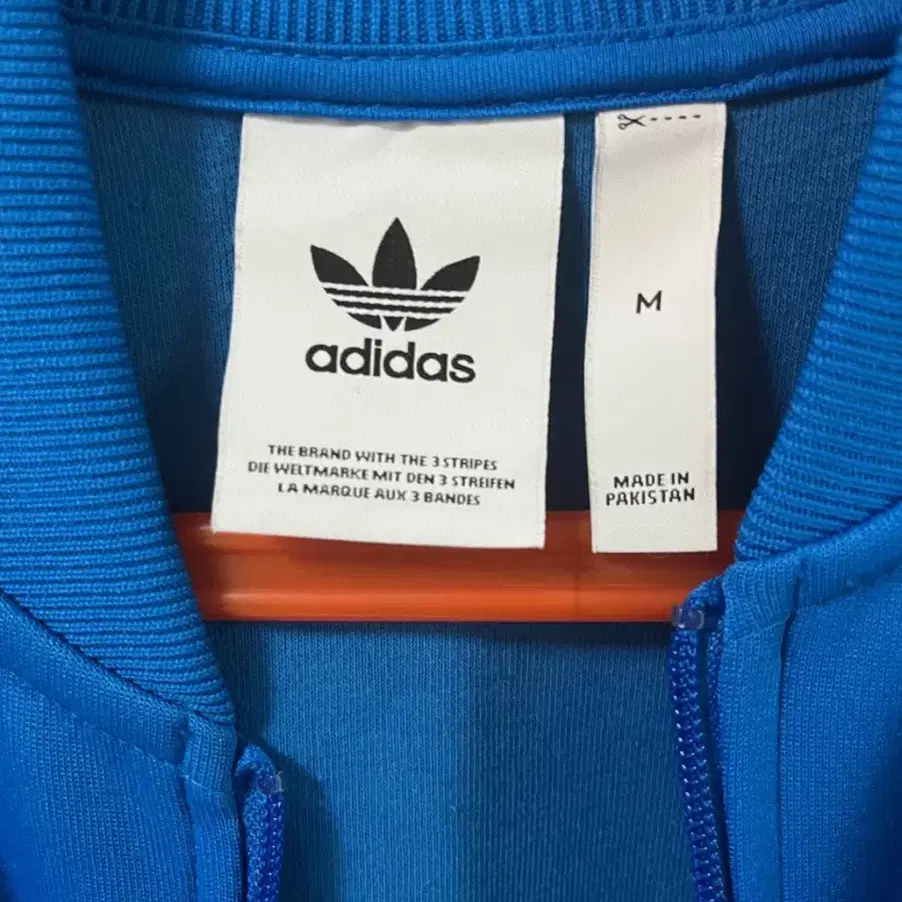 adidas
THE BRAND WITH THE 3 STRIPES
DIE WELTMARKE MIT DEN 3 STREIFEN
LA MARQUE AUX 3 BANDES
M
MADE IN
PAKISTAN